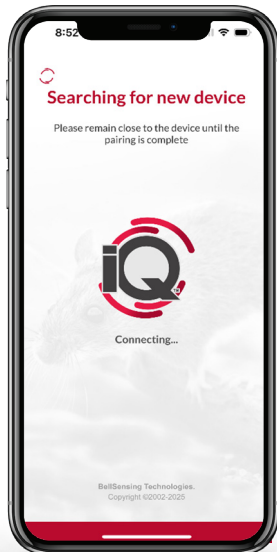 8:52
Searching for new device
Please remain close to the device until the
pairing is complete
iQ
TM
Connecting...
BellSensing Technologies.
Copyright ©2002-2025